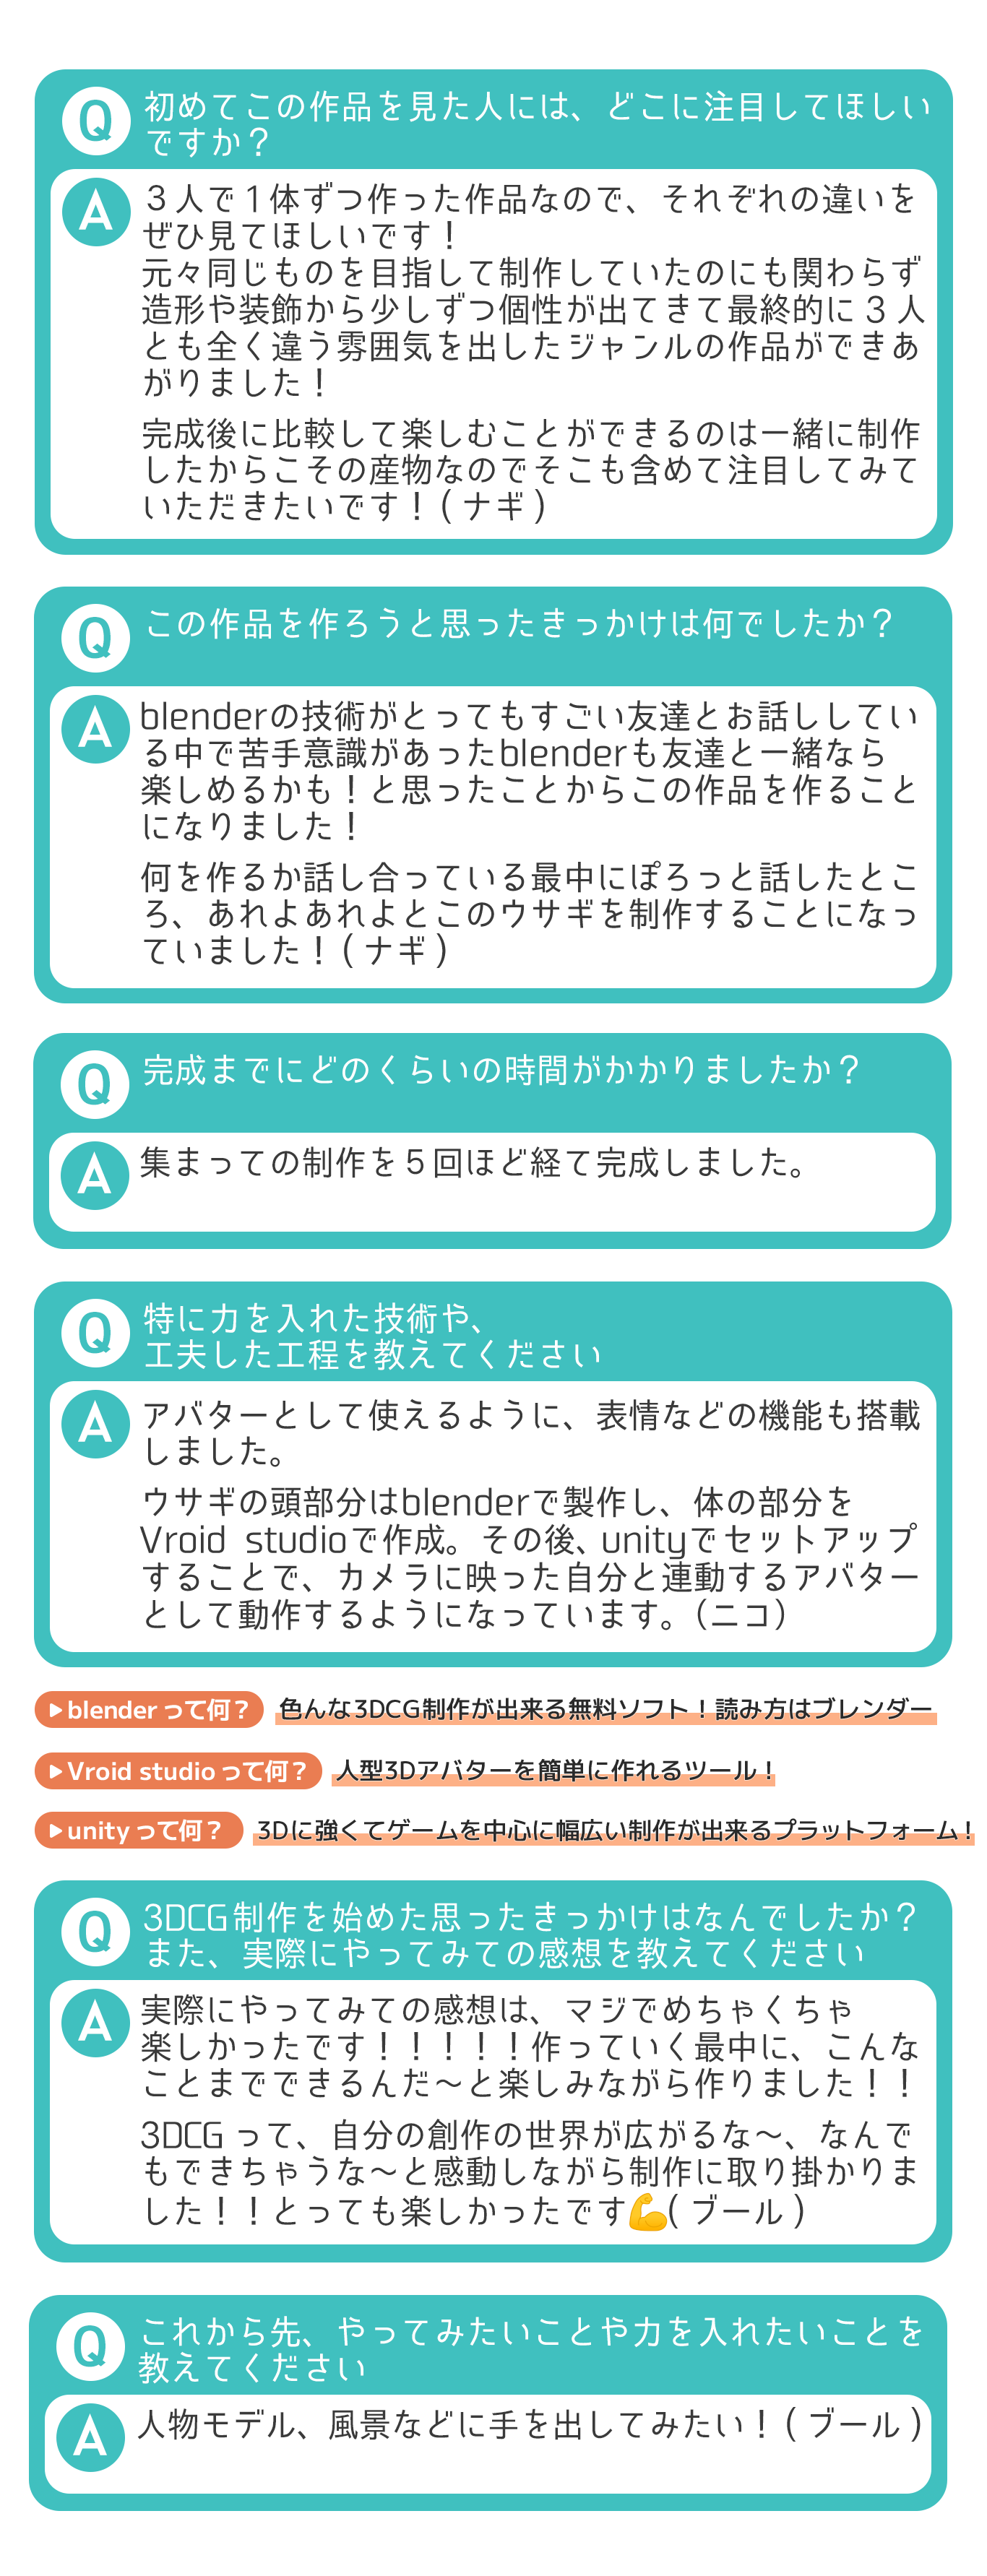 Q
初めてこの作品を見た人には、どこに注目してほしい
ですか？
A
３人で１体ずつ作った作品なので、それぞれの違いを
ぜひ見てほしいです！
元々同じものを目指して制作していたのにも関わらず
造形や装飾から少しずつ個性が出てきて最終的に３人
とも全く違う雰囲気を出したジャンルの作品ができあ
がりました！
完成後に比較して楽しむことができるのは一緒に制作
したからこその産物なのでそこも含めて注目してみて
いただきたいです！(ナギ)
Q
この作品を作ろうと思ったきっかけは何でしたか？
A
blenderの技術がとってもすごい友達とお話ししてい
る中で苦手意識があったblenderも友達と一緒なら
楽しめるかも！と思ったことからこの作品を作ること
になりました！
何を作るか話し合っている最中にぽろっと話したとこ
ろ、あれよあれよとこのウサギを制作することになっ
ていました！(ナギ)
Q
完成までにどのくらいの時間がかかりましたか？
A
集まっての制作を５回ほど経て完成しました。
Q
特に力を入れた技術や、
工夫した工程を教えてください
A
アバターとして使えるように、表情などの機能も搭載
しました。
ウサギの頭部分はblenderで製作し、体の部分を
Vroid studioで作成。その後、unityでセットアップ
することで、カメラに映った自分と連動するアバター
として動作するようになっています。(ニコ)
▶blenderって何？ 色んな3DCG制作が出来る無料ソフト！読み方はブレンダー
▶Vroid studioって何？ 人型3Dアバターを簡単に作れるツール！
▶unityって何？ 3Dに強くてゲームを中心に幅広い制作が出来るプラットフォーム！
Q
3DCG制作を始めた思ったきっかけはなんでしたか？
また、実際にやってみての感想を教えてください
A
実際にやってみての感想は、マジでめちゃくちゃ
楽しかったです！！！！！作っていく最中に、こんな
ことまでできるんだ～と楽しみながら作りました！！
3DCGって、自分の創作の世界が広がるな～、なんで
もできちゃうな～と感動しながら制作に取り掛かりま
した！！とっても楽しかったです💪(ブール)
Q
これから先、やってみたいことや力を入れたいことを
教えてください
A
人物モデル、風景などに手を出してみたい！(ブール)